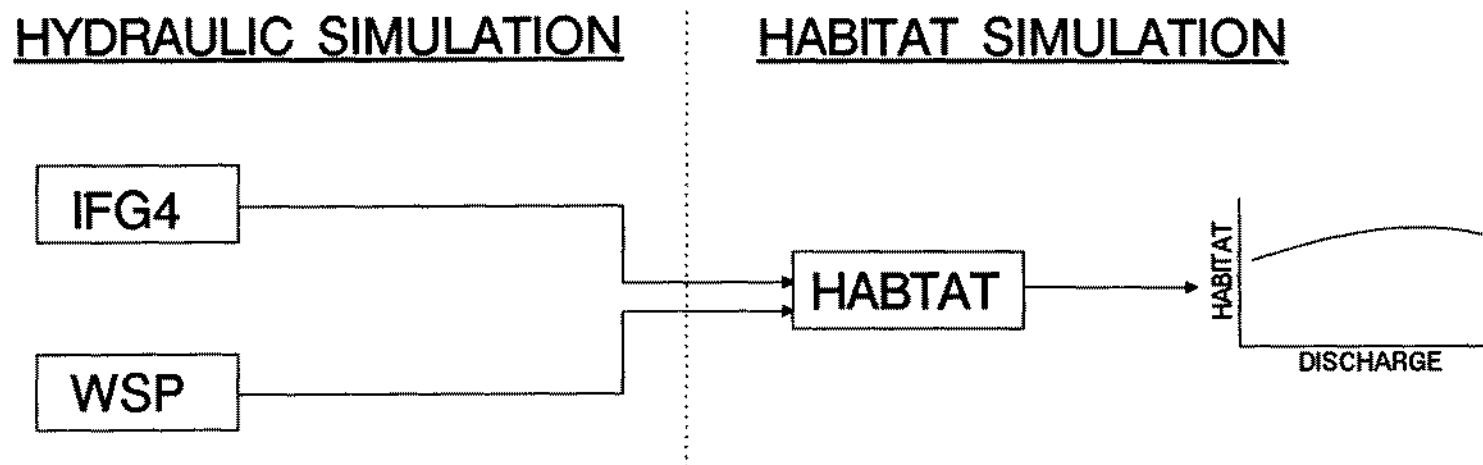 HYDRAULIC SIMULATION
HABITAT SIMULATION
IFG4
WSP
HABTAT
HABITAT
DISCHARGE